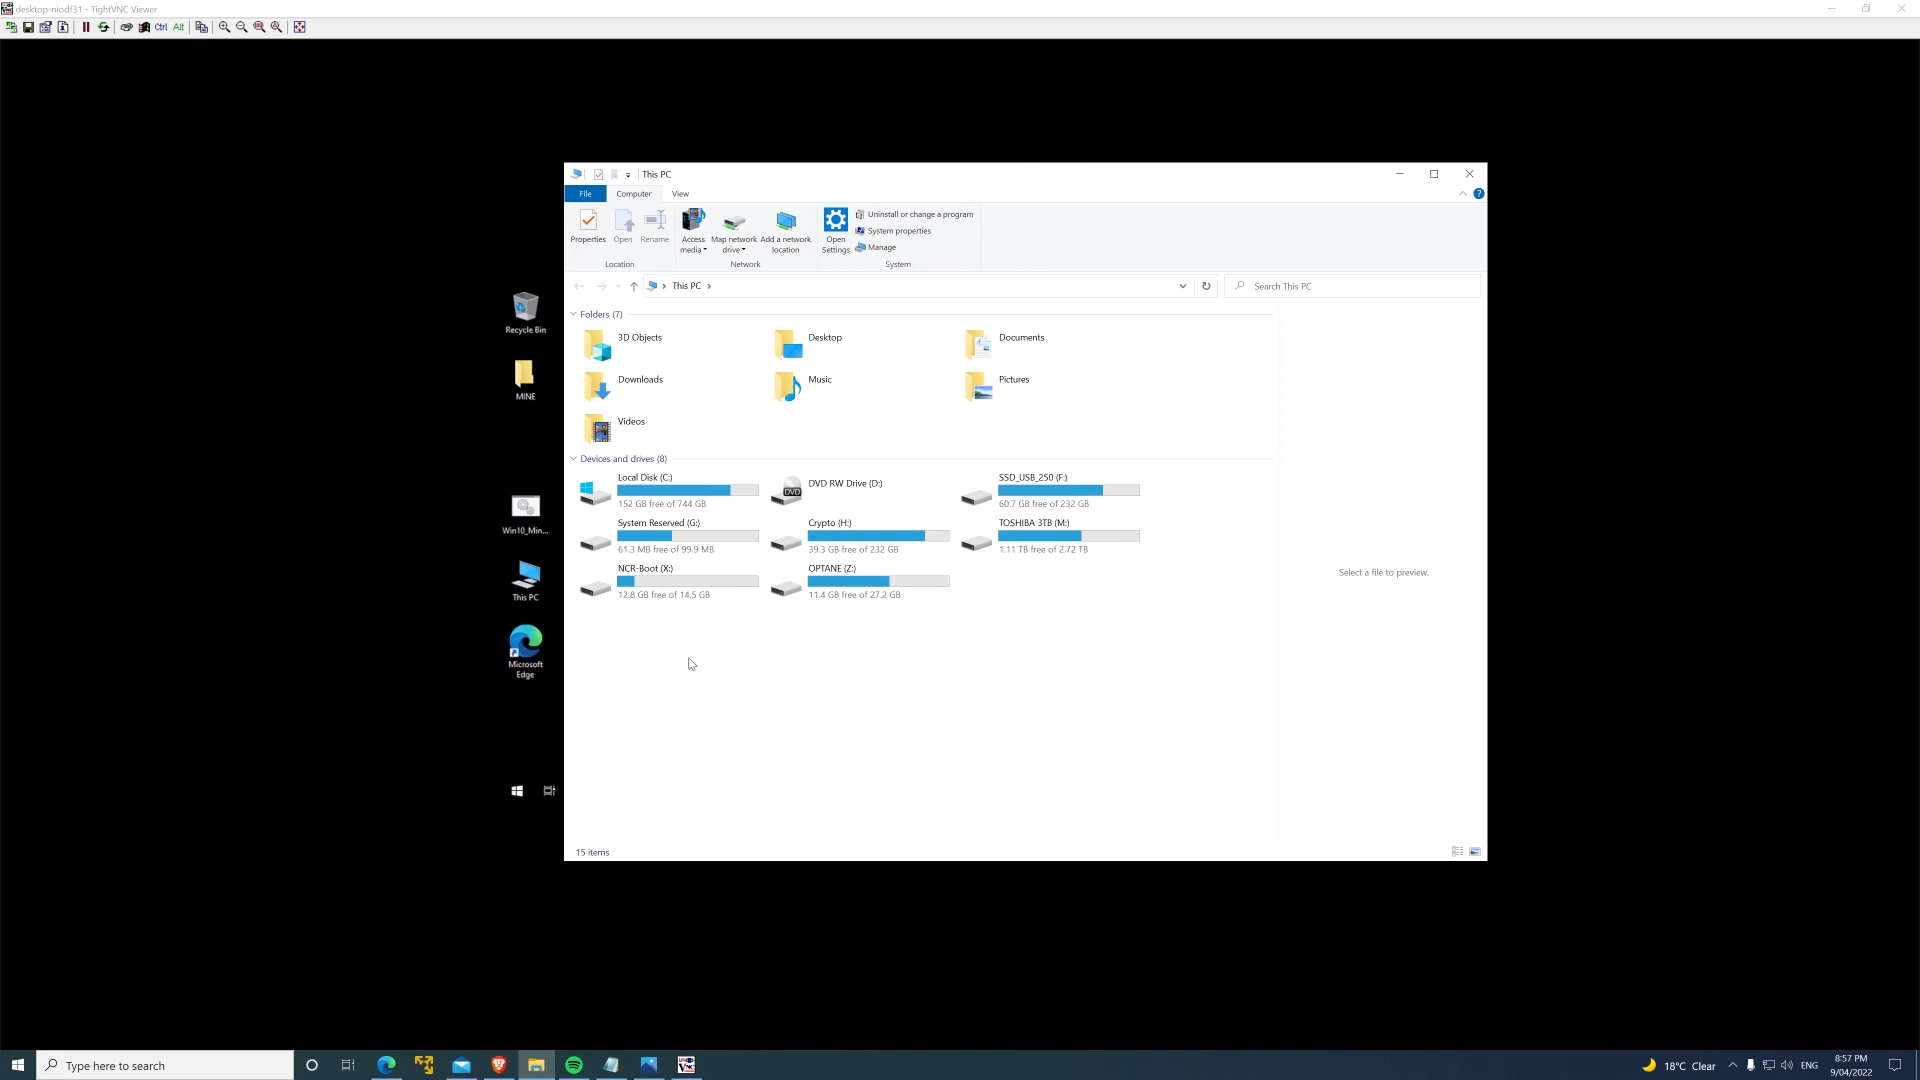 desktop-niodf31 - TightVNC Viewer
Ctrl Alt
This PC
File Computer View
Properties Open Rename Access media Map network drive Add a network location Open Settings
Uninstall or change a program
System properties
Manage
Location Network System
This PC
Search This PC
Folders (7)
3D Objects Desktop Documents
Downloads Music Pictures
Videos
Devices and drives (8)
Local Disk (C:) DVD RW Drive (D:) SSD_USB_250 (F:)
152 GB free of 744 GB 60.7 GB free of 232 GB
System Reserved (G:) Crypto (H:) TOSHIBA 3TB (M:)
61.3 MB free of 99.9 MB 39.3 GB free of 232 GB 1.11 TB free of 2.72 TB
NCR-Boot (X:) OPTANE (Z:)
12.8 GB free of 14.5 GB 11.4 GB free of 27.2 GB
Select a file to preview.
15 items
Recycle Bin
MINE
Win10_Min...
This PC
Microsoft
Edge
Type here to search
18°C Clear
ENG
8:57 PM
9/04/2022